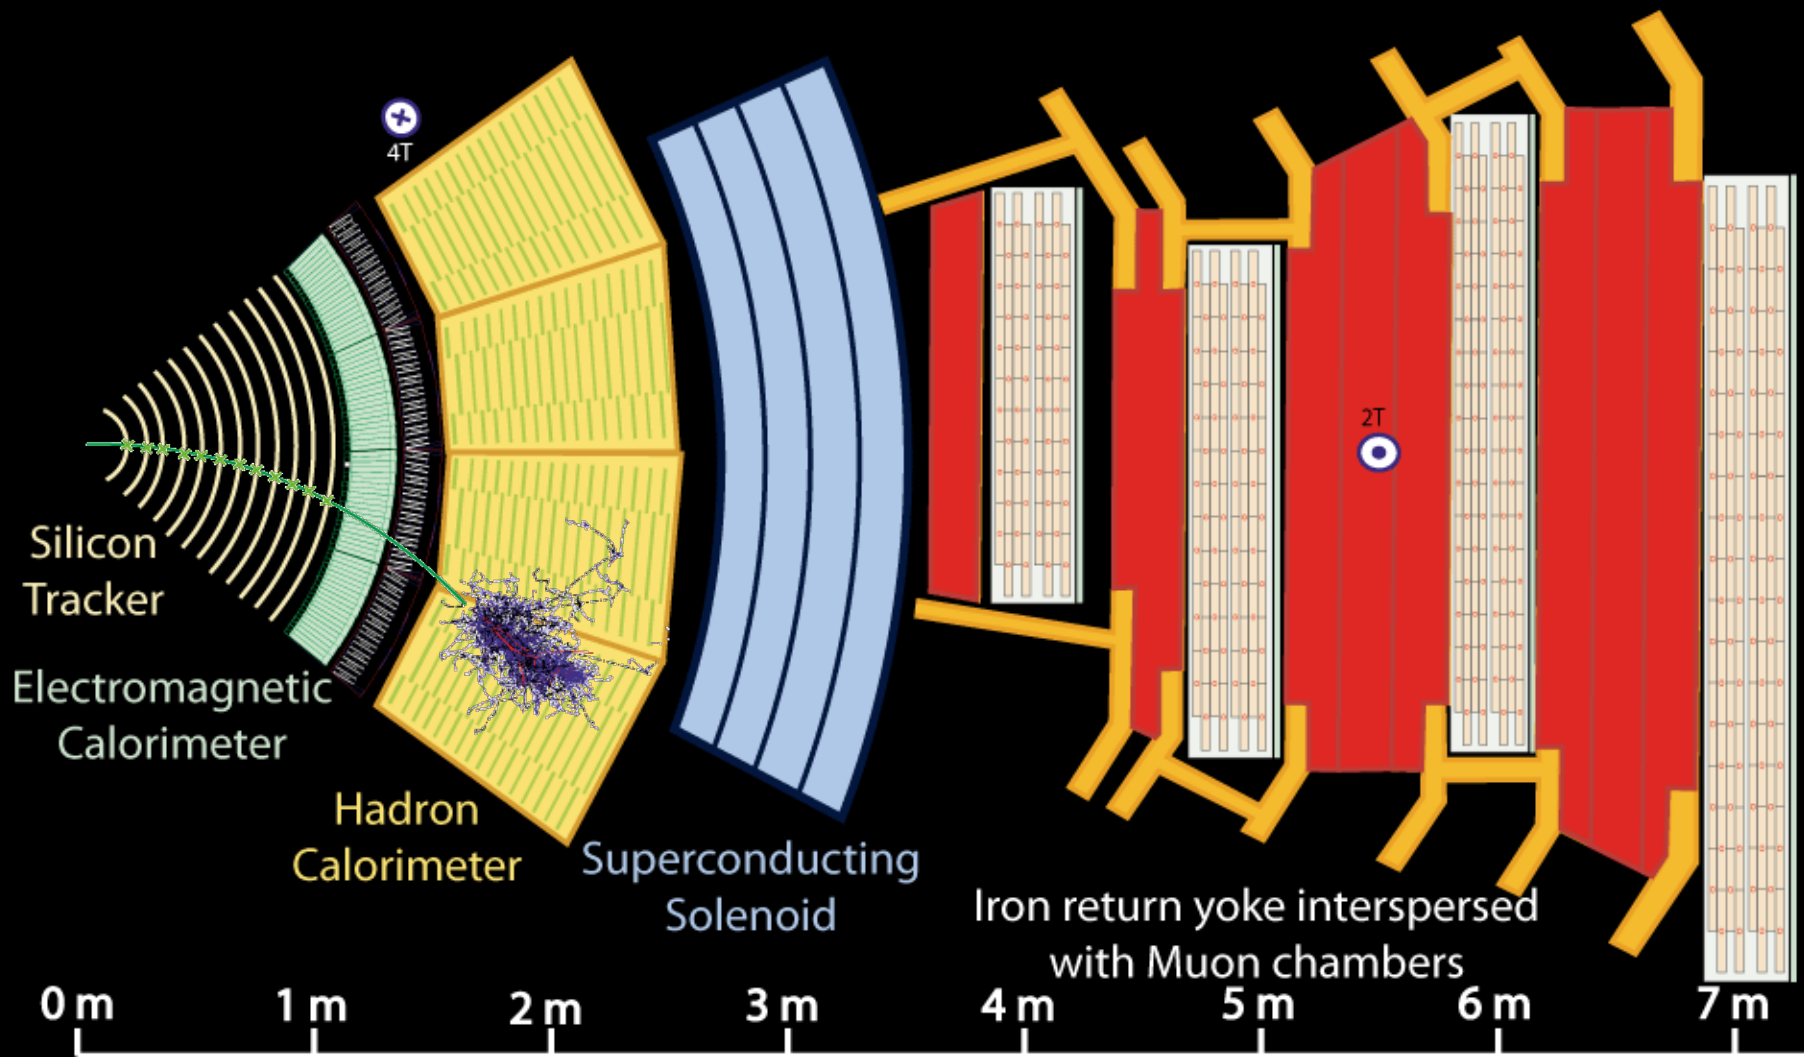 4T
2T
Silicon
Tracker
Electromagnetic
Calorimeter
Hadron
Calorimeter
Superconducting
Solenoid
Iron return yoke interspersed
with Muon chambers
0 m 1 m 2 m 3 m 4 m 5 m 6 m 7 m